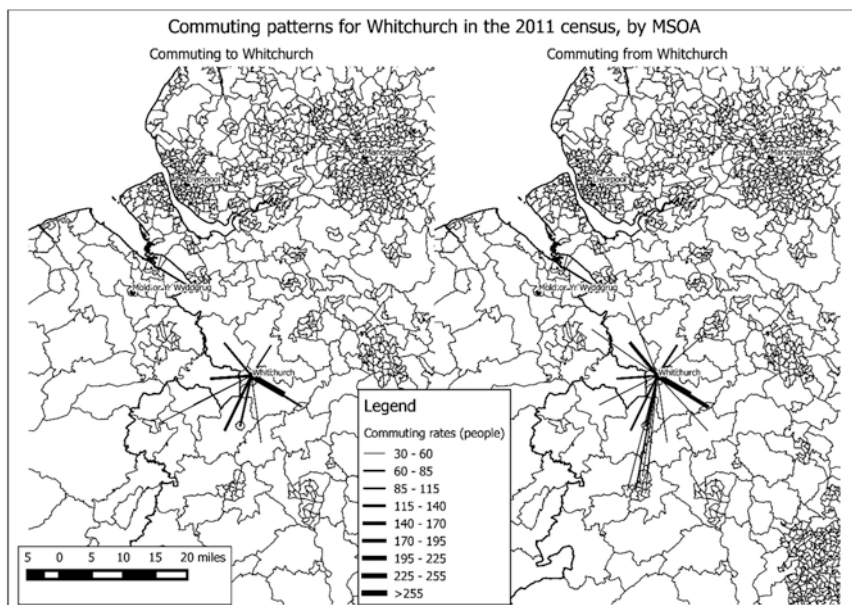 Commuting patterns for Whitchurch in the 2011 census, by MSOA
Commuting to Whitchurch
Commuting from Whitchurch
Manchester
Manchester
Liverpool
Liverpool
Mold or Yr Wyddgrug
Mold or Yr Wyddgrug
Whitchurch
Whitchurch
Legend
Commuting rates (people)
30 - 60
60 - 85
85 - 115
115 - 140
140 - 170
170 - 195
195 - 225
225 - 255
>255
5 0 5 10 15 20 miles